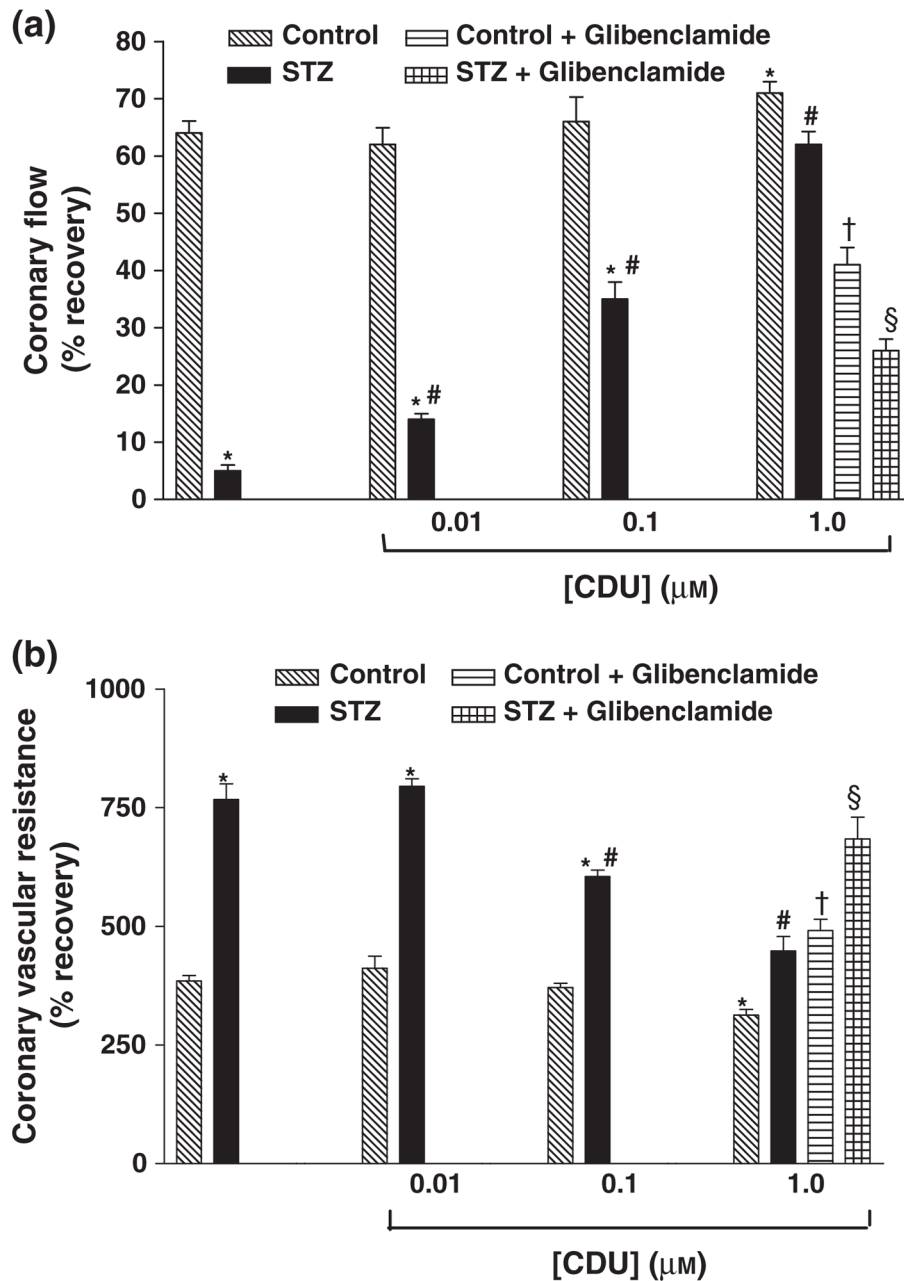 (a)
Control Control + Glibenclamide
STZ STZ + Glibenclamide
Coronary flow
(% recovery)
80
70
60
50
40
30
20
10
0
*
* #
* #
*
#
†
§
0.01 0.1 1.0
[CDU] (μM)
(b)
Control Control + Glibenclamide
STZ STZ + Glibenclamide
Coronary vascular resistance
(% recovery)
1000
750
500
250
0
*
*
* #
*
#
†
§
0.01 0.1 1.0
[CDU] (μM)